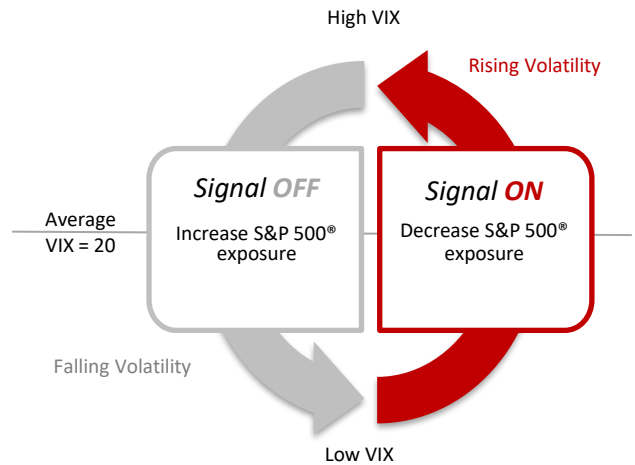 High VIX
Rising Volatility
Signal OFF
Increase S&P 500®
exposure
Signal ON
Decrease S&P 500®
exposure
Average
VIX = 20
Falling Volatility
Low VIX